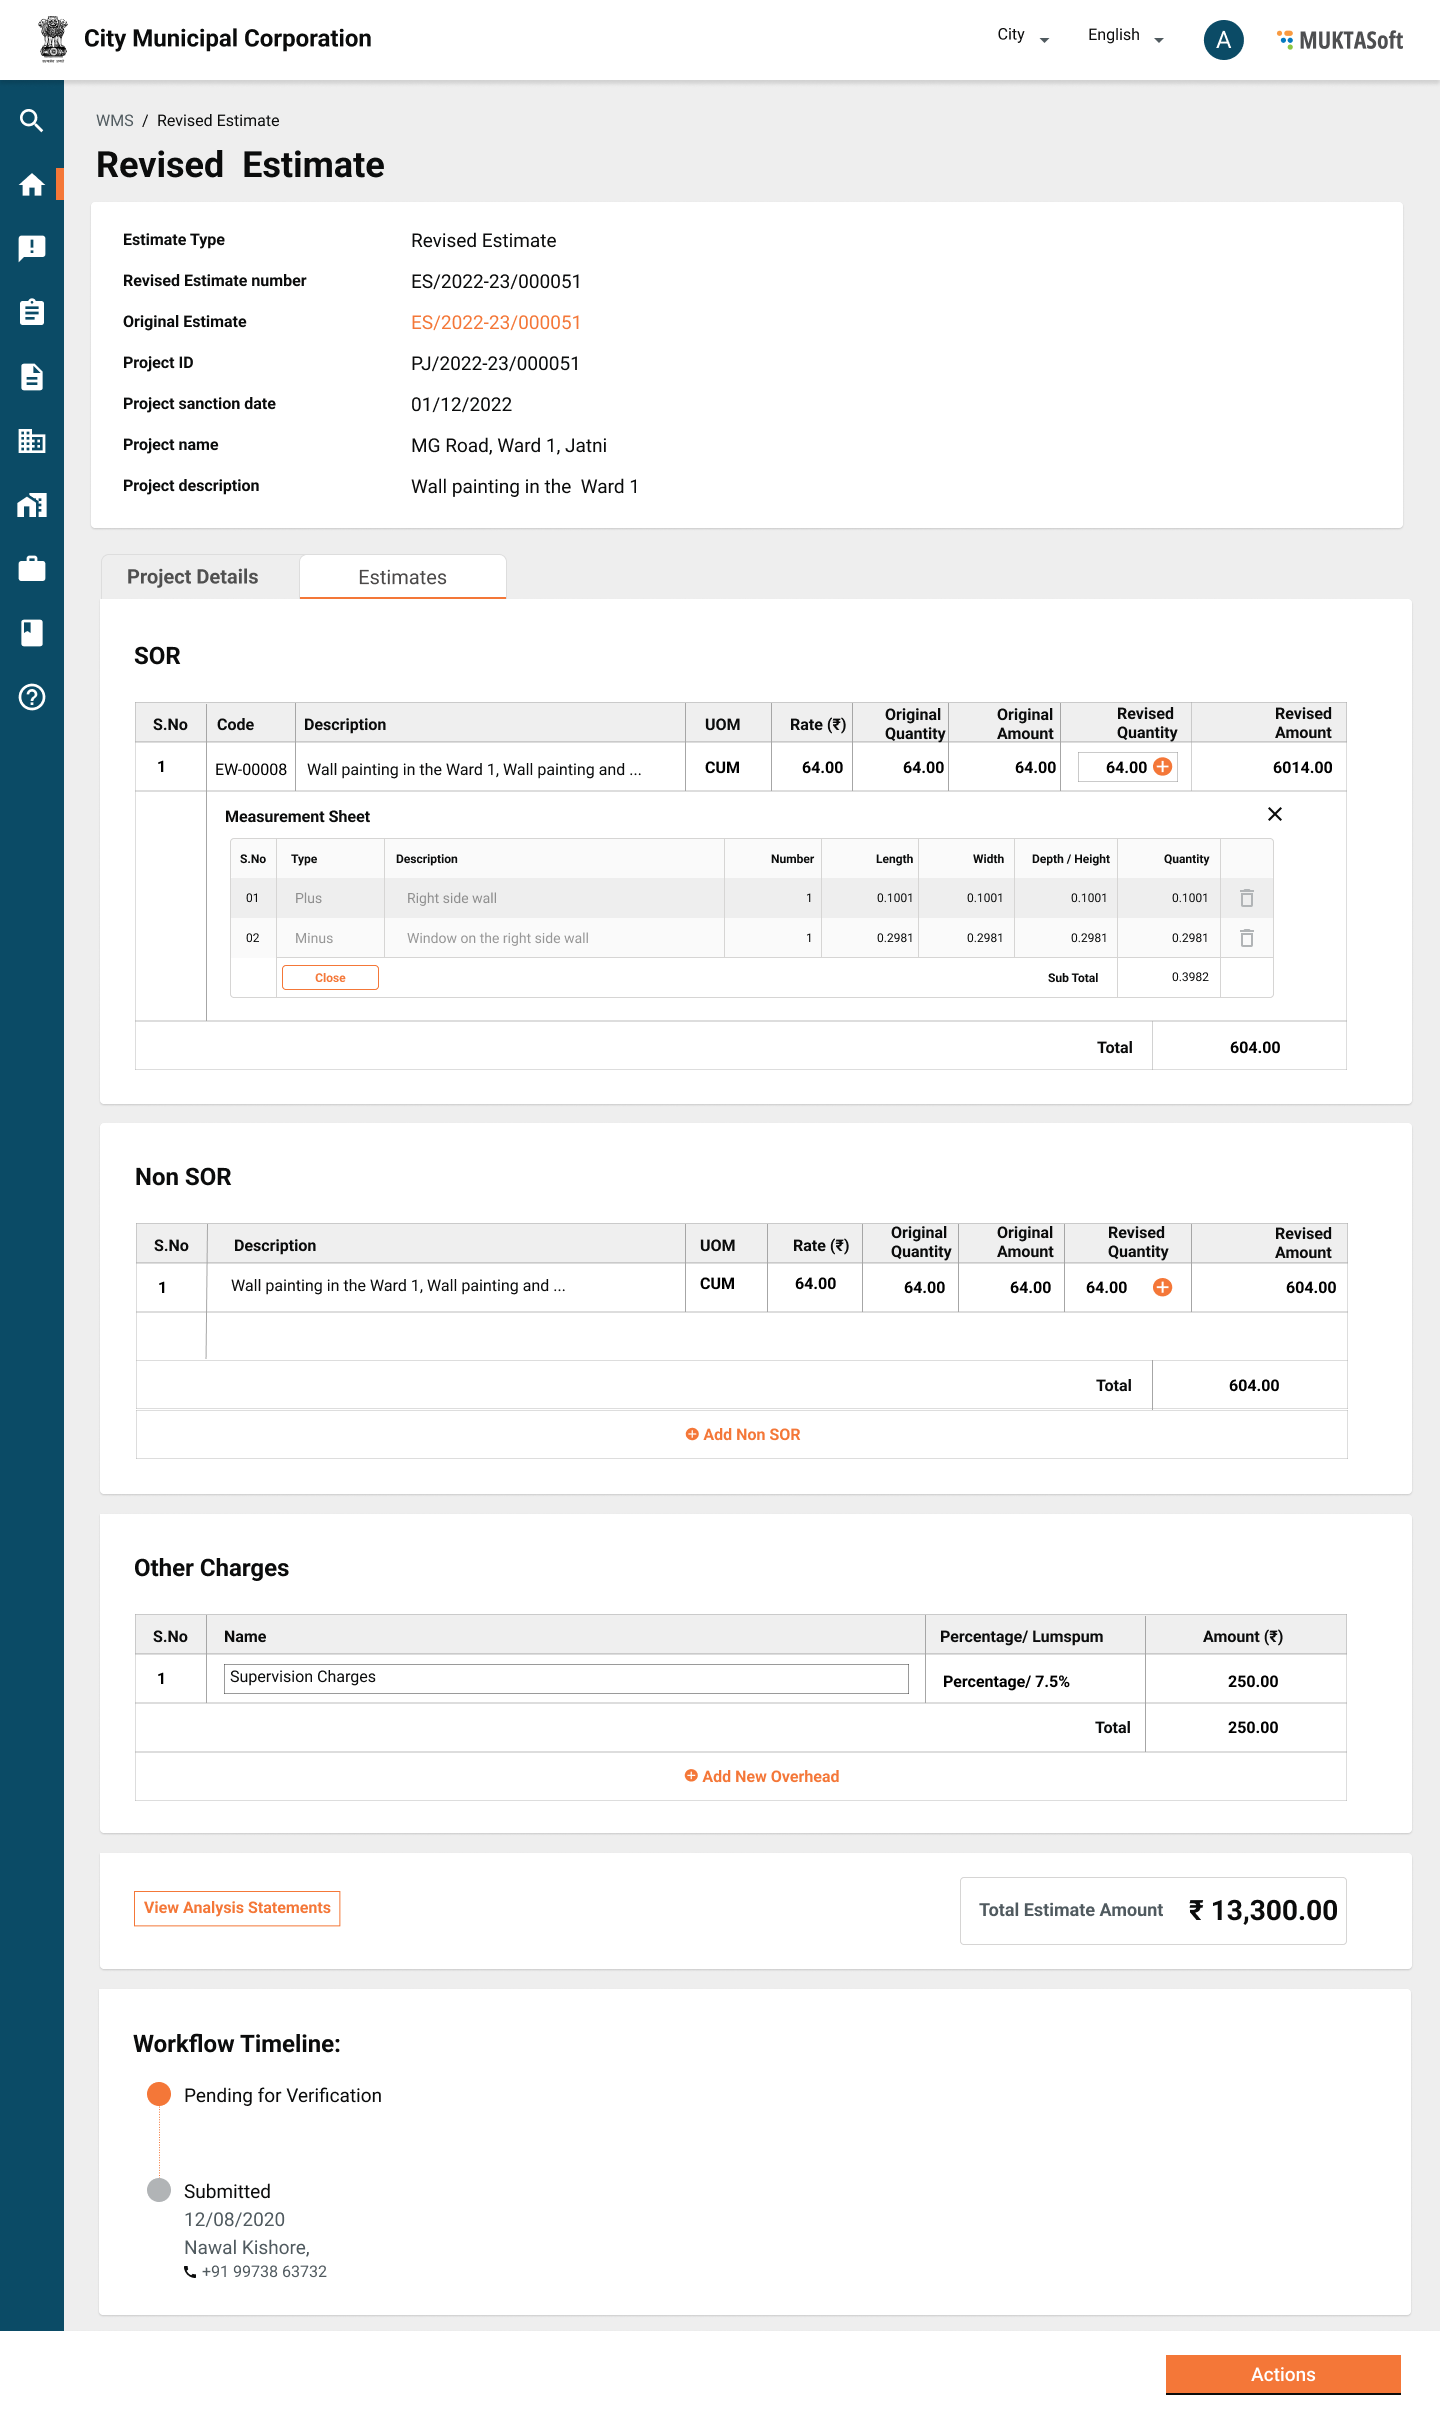 City Municipal Corporation
City
English
A
MUKTASoft
WMS / Revised Estimate
Revised Estimate
Estimate Type Revised Estimate
Revised Estimate number ES/2022-23/000051
Original Estimate ES/2022-23/000051
Project ID PJ/2022-23/000051
Project sanction date 01/12/2022
Project name MG Road, Ward 1, Jatni
Project description Wall painting in the Ward 1
Project Details Estimates
SOR
S.No Code Description UOM Rate (₹) Original Quantity Original Amount Revised Quantity Revised Amount
1 EW-00008 Wall painting in the Ward 1, Wall painting and ... CUM 64.00 64.00 64.00 64.00 6014.00
Measurement Sheet
S.No Type Description Number Length Width Depth / Height Quantity
01 Plus Right side wall 1 0.1001 0.1001 0.1001 0.1001
02 Minus Window on the right side wall 1 0.2981 0.2981 0.2981 0.2981
Close Sub Total 0.3982
Total 604.00
Non SOR
S.No Description UOM Rate (₹) Original Quantity Original Amount Revised Quantity Revised Amount
1 Wall painting in the Ward 1, Wall painting and ... CUM 64.00 64.00 64.00 64.00 604.00
Total 604.00
Add Non SOR
Other Charges
S.No Name Percentage/ Lumspum Amount (₹)
1 Supervision Charges Percentage/ 7.5% 250.00
Total 250.00
Add New Overhead
View Analysis Statements Total Estimate Amount ₹ 13,300.00
Workflow Timeline:
Pending for Verification
Submitted
12/08/2020
Nawal Kishore,
+91 99738 63732
Actions